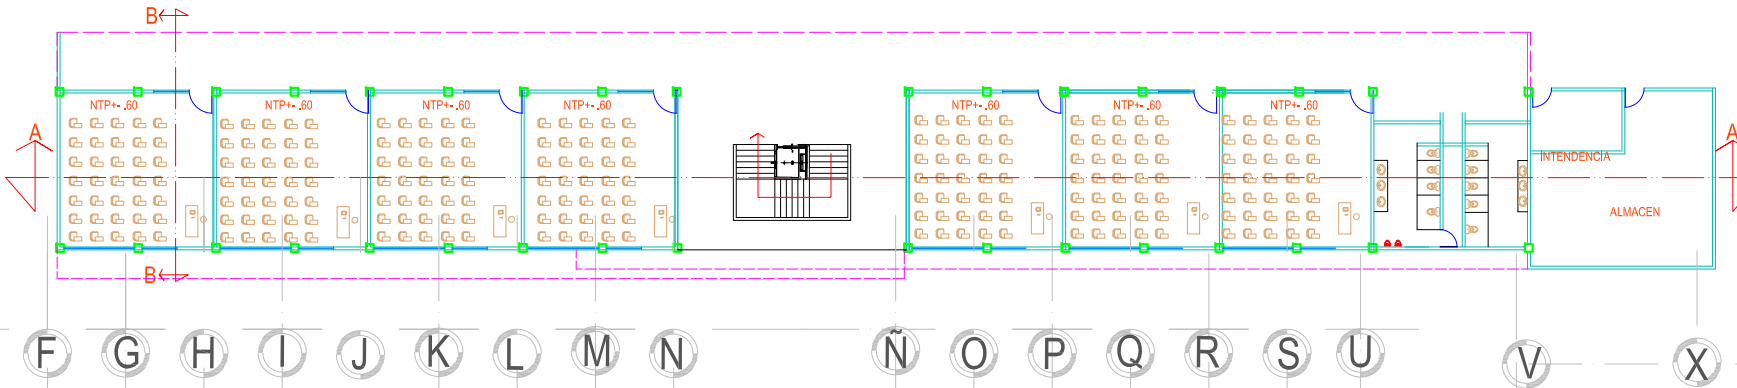 B
A
NTP+- .60 NTP+- .60 NTP+- .60 NTP+- .60 NTP+- .60 NTP+- .60 NTP+- .60
A
INTENDENCIA
ALMACEN
B
F G H I J K L M N Ñ O P Q R S U V X